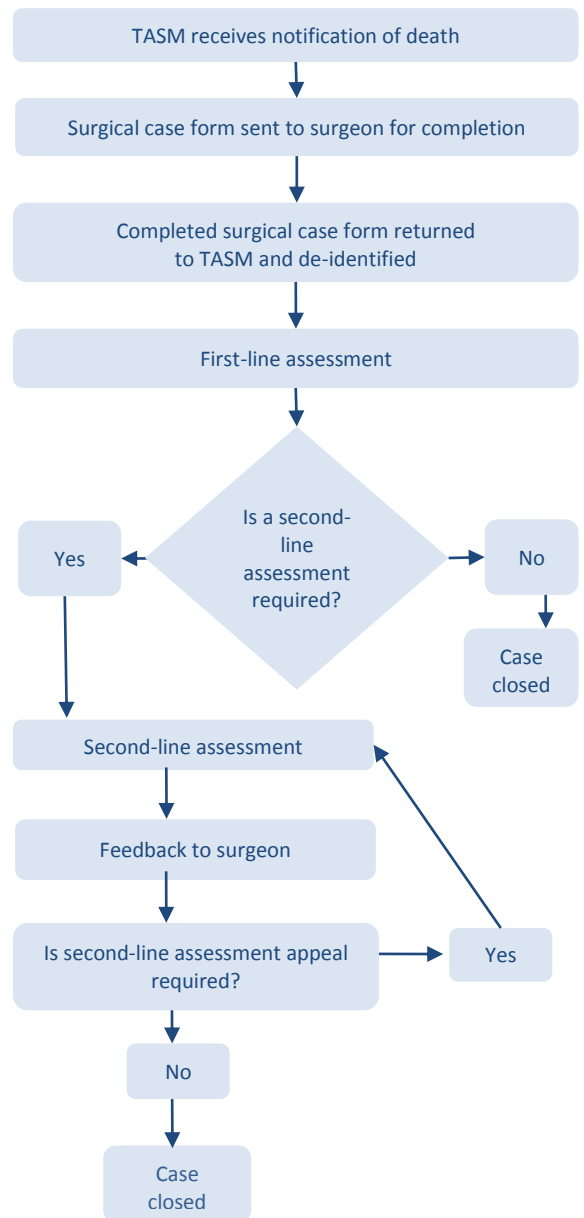 TASM receives notification of death
Surgical case form sent to surgeon for completion
Completed surgical case form returned
to TASM and de-identified
First-line assessment
Is a second-
line
assessment
required?
Yes
No
Case
closed
Second-line assessment
Feedback to surgeon
Is second-line assessment appeal
required?
Yes
No
Case
closed